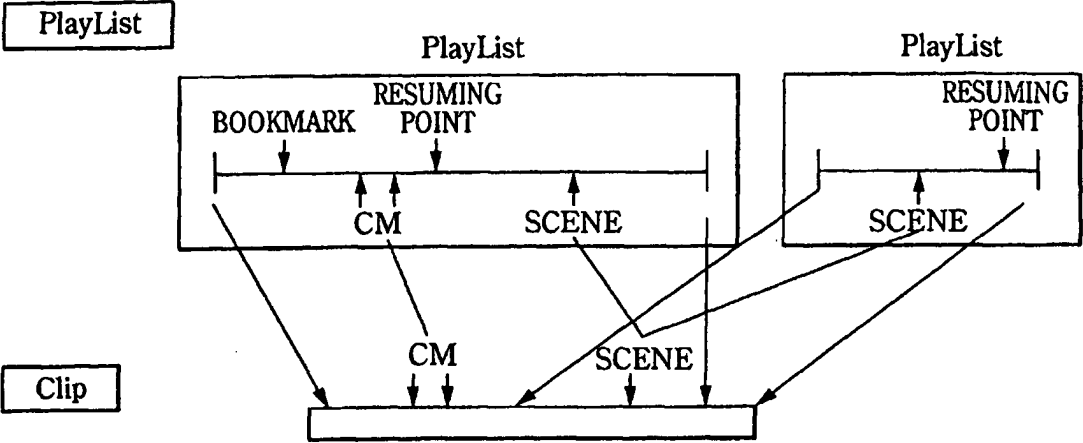 PlayList
PlayList
PlayList
RESUMING
POINT
BOOKMARK
RESUMING
POINT
CM
SCENE
SCENE
CM
SCENE
Clip